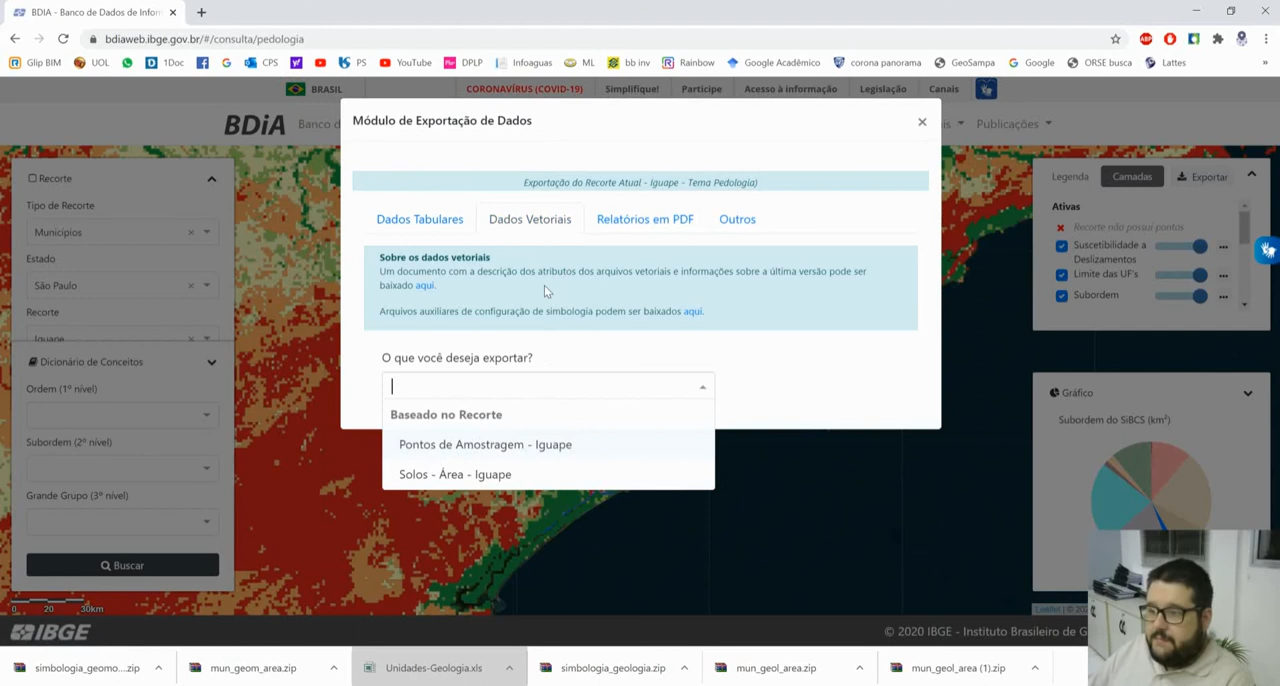 BDIA - Banco de Dados de Inform
bdiaweb.ibge.gov.br/#/consulta/pedologia
Glip BIM
UOL
1Doc
CPS
PS
YouTube
DPLP
Infoaguas
ML
bb inv
Rainbow
Google Acadêmico
corona panorama
GeoSampa
Google
ORSE busca
Lattes
»
BRASIL
CORONAVÍRUS (COVID-19)
Simplifique!
Participe
Acesso à informação
Legislação
Canais
BDiA
Banco d
is
Publicações
Módulo de Exportação de Dados
×
Exportação do Recorte Atual - Iguape - Tema Pedologia)
Dados Tabulares
Dados Vetoriais
Relatórios em PDF
Outros
Sobre os dados vetoriais
Um documento com a descrição dos atributos dos arquivos vetoriais e informações sobre a última versão pode ser
baixado aqui.
Arquivos auxiliares de configuração de simbologia podem ser baixados aqui.
O que você deseja exportar?
Baseado no Recorte
Pontos de Amostragem - Iguape
Solos - Área - Iguape
Recorte
Tipo de Recorte
Municípios
Estado
São Paulo
Recorte
Iguape
Dicionário de Conceitos
Ordem (1º nível)
Subordem (2º nível)
Grande Grupo (3º nível)
Buscar
0 20 30km
Legenda
Camadas
Exportar
Ativas
Recorte não possui pontos
Suscetibilidade a
Deslizamentos
Limite das UF's
Subordem
Gráfico
Subordem do SiBCS (km²)
Leaflet | © 202
IBGE
© 2020 IBGE - Instituto Brasileiro de G
simbologia_geomo....zip
mun_geom_area.zip
Unidades-Geologia.xls
simbologia_geologia.zip
mun_geol_area.zip
mun_geol_area (1).zip